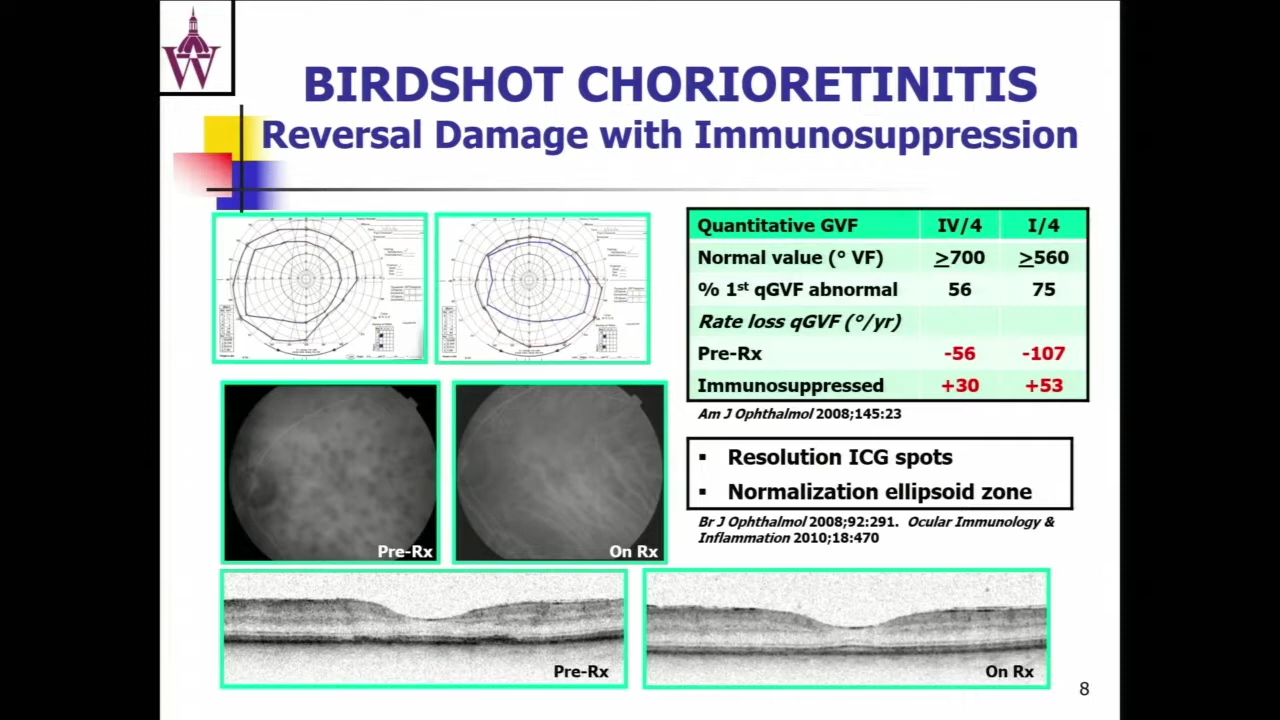 W
BIRDSHOT CHORIORETINITIS
Reversal Damage with Immunosuppression
Quantitative GVF IV/4 I/4
Normal value (° VF) ≥700 ≥560
% 1st qGVF abnormal 56 75
Rate loss qGVF (°/yr)
Pre-Rx -56 -107
Immunosuppressed +30 +53
Am J Ophthalmol 2008;145:23
▪ Resolution ICG spots
▪ Normalization ellipsoid zone
Br J Ophthalmol 2008;92:291. Ocular Immunology &
Inflammation 2010;18:470
Pre-Rx
On Rx
Pre-Rx
On Rx
8